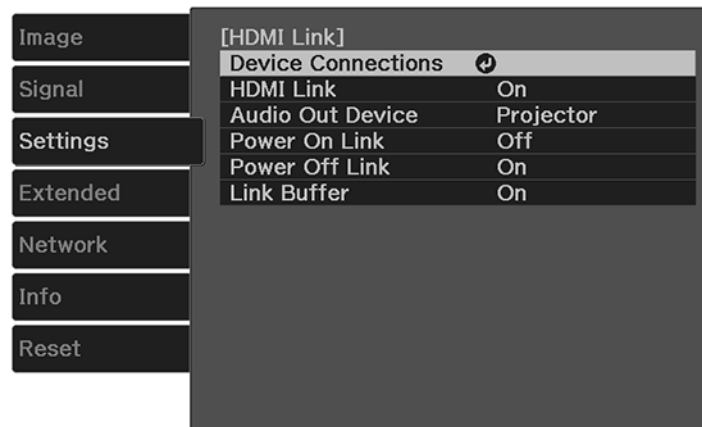 Image
Signal
Settings
Extended
Network
Info
Reset
[HDMI Link]
Device Connections
HDMI Link On
Audio Out Device Projector
Power On Link Off
Power Off Link On
Link Buffer On